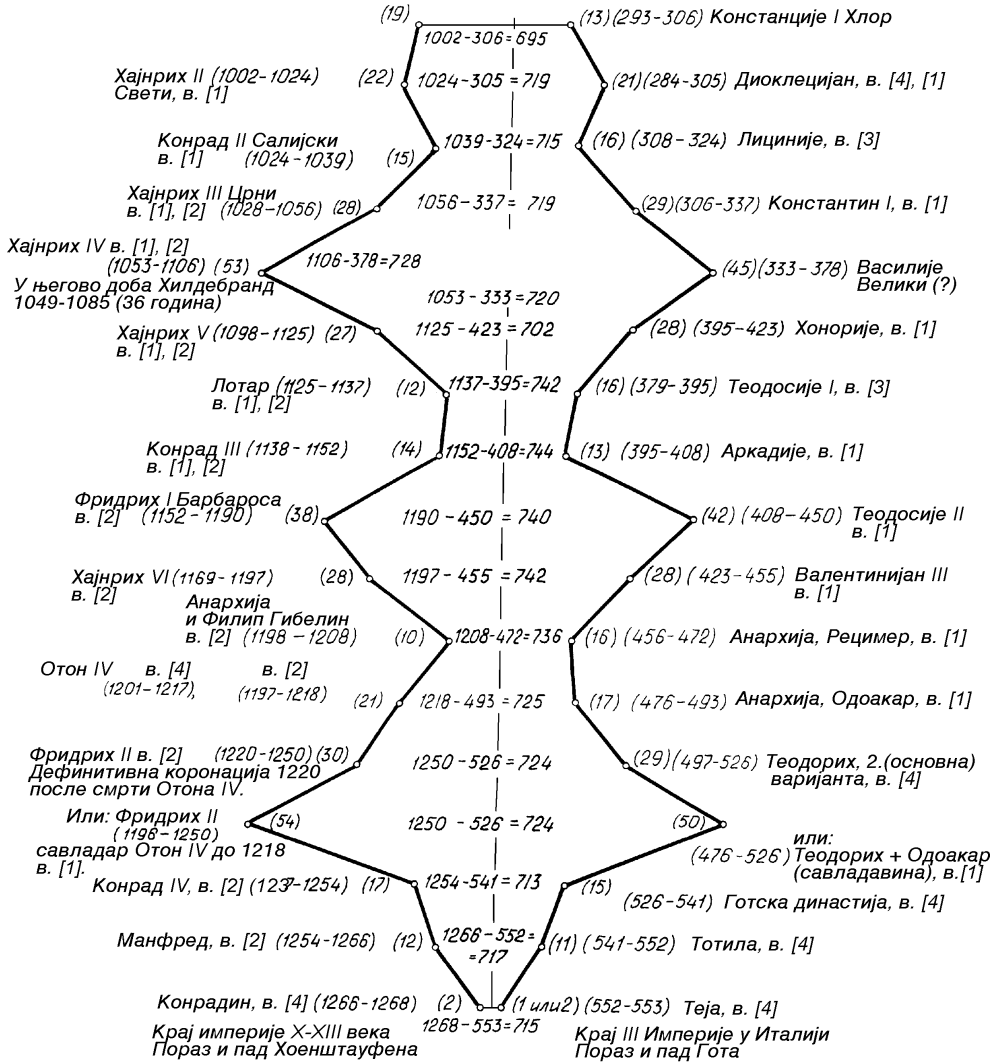 (19) (13)(293-306) Констанције I Хлор
1002-306=695
Хајнрих II (1002-1024) (22) 1024-305=719 (21)(284-305) Диоклецијан, в. [4], [1]
Свети, в. [1]
Конрад II Салијски 1039-324=715 (16) (308-324) Лициније, в. [3]
в. [1] (1024-1039) (15)
Хајнрих III Црни
в. [1], [2] (1028-1056) (28) 1056-337=719 (29)(306-337) Константин I, в. [1]
Хајнрих IV в. [1], [2]
(1053-1106) (53) 1106-378=728 (45)(333-378) Василије
Велики (?)
У његово доба Хилдебранд
1049-1085 (36 година)
1053-333=720
Хајнрих V (1098-1125) (27) 1125-423=702 (28) (395-423) Хонорије, в. [1]
в. [1], [2]
Лотар (1125-1137) (12) 1137-395=742 (16) (379-395) Теодосије I, в. [3]
в. [1], [2]
Конрад III (1138-1152) (14) 1152-408=744 (13) (395-408) Аркадије, в. [1]
в. [1], [2]
Фридрих I Барбароса
в. [2] (1152-1190) (38) 1190-450=740 (42) (408-450) Теодосије II
в. [1]
Хајнрих VI (1169-1197) (28) 1197-455=742 (28) (423-455) Валентинијан III
в. [2] в. [1]
Анархија
и Филип Гибелин
в. [2] (1198-1208) (10) 1208-472=736 (16) (456-472) Анархија, Рецимер, в. [1]
Отон IV в. [4] в. [2]
(1201-1217), (1197-1218) (21) 1218-493=725 (17) (476-493) Анархија, Одоакар, в. [1]
Фридрих II в. [2] (1220-1250) (30) 1250-526=724 (29)(497-526) Теодорих, 2.(основна)
варијанта, в. [4]
Дефинитивна коронација 1220
после смрти Отона IV.
Или: Фридрих II (54) 1250-526=724 (50)
(1196-1250)
савладар Отон IV до 1218
в. [1].
или:
(476-526) Теодорих + Одоакар
(савладавина), в.[1]
Конрад IV, в. [2] (1237-1254) (17) 1254-541=713 (15)
(526-541) Готска династија, в. [4]
Манфред, в. [2] (1254-1266) (12) 1266-552= (11) (541-552) Тотила, в. [4]
=717
Конрадин, в. [4] (1266-1268) (2) (1 или 2) (552-553) Теја, в. [4]
1268-553=715
Крај империје X-XIII века
Пораз и пад Хоенштауфена
Крај III Империје у Италији
Пораз и пад Гота